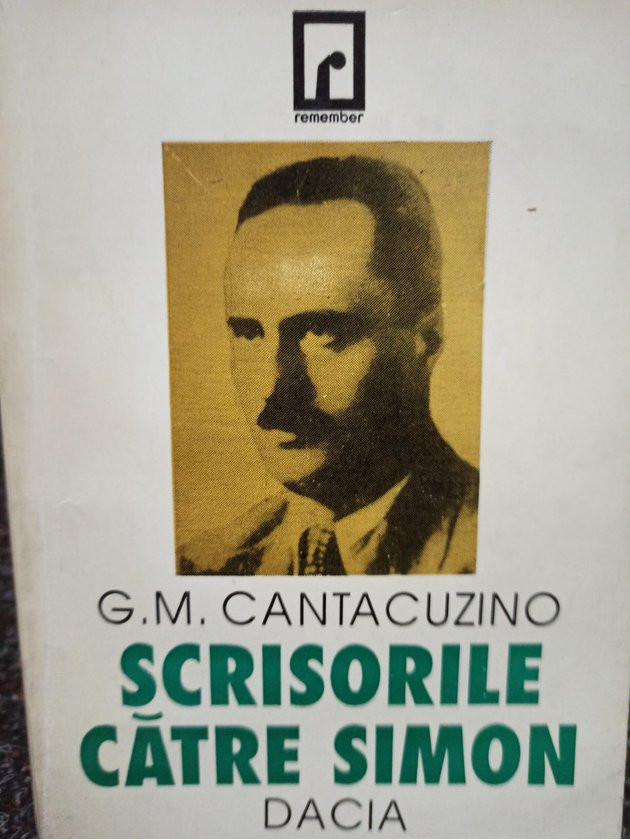 remember
G.M. CANTACUZINO
SCRISORILE
CĂTRE SIMON
DACIA